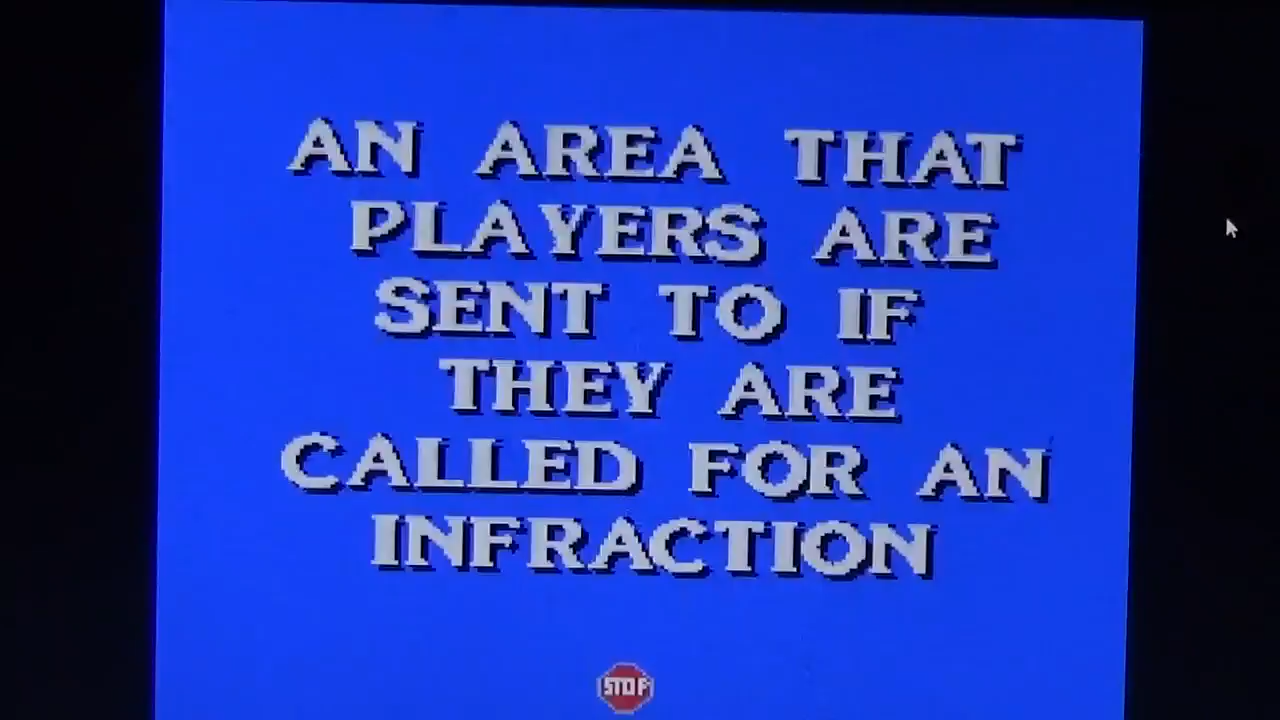 AN AREA THAT
PLAYERS ARE
SENT TO IF
THEY ARE
CALLED FOR AN
INFRACTION
STOP